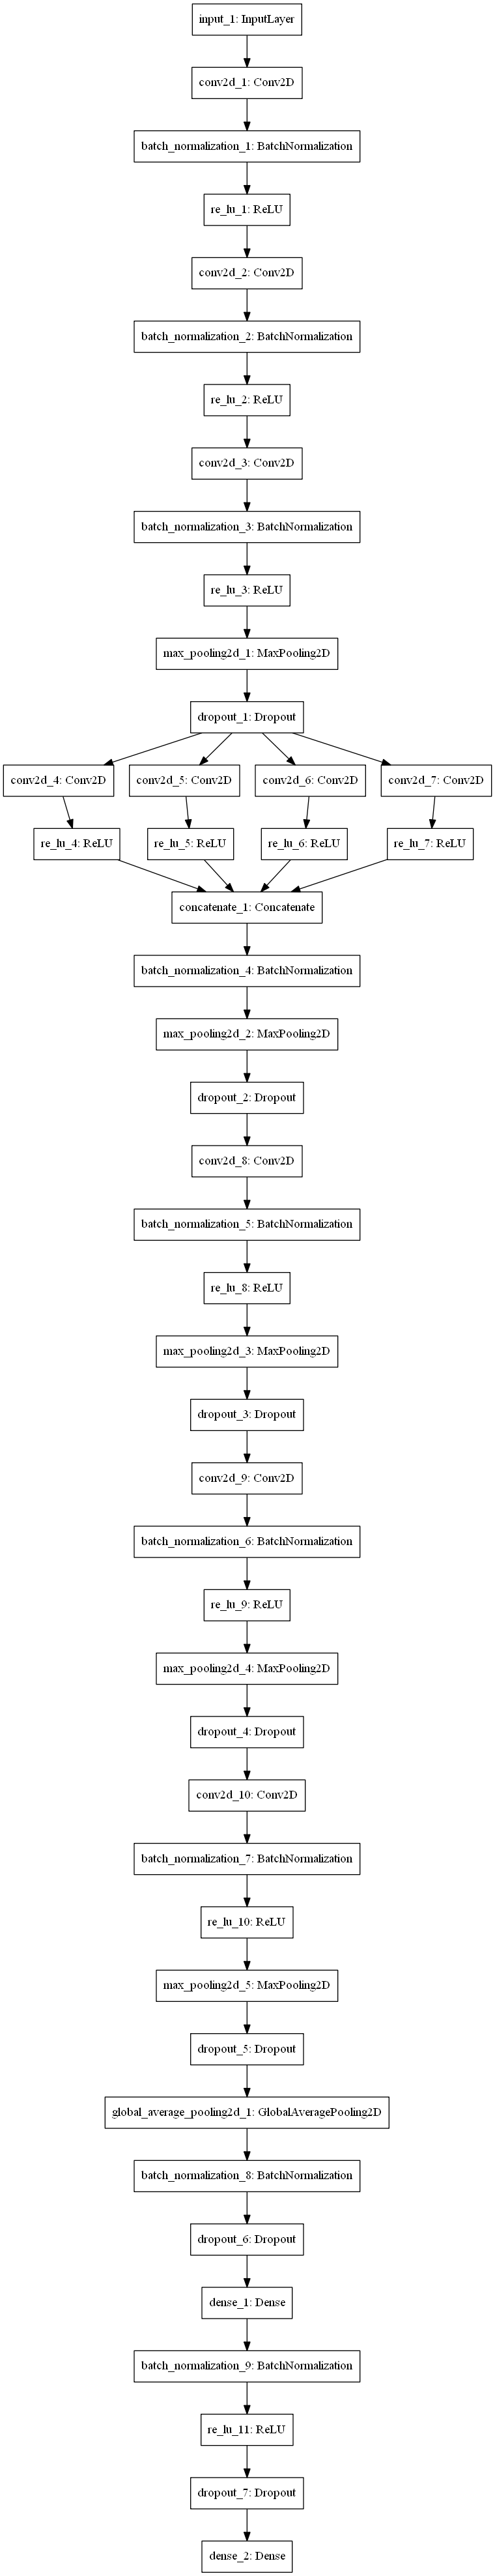 input_1: InputLayer
conv2d_1: Conv2D
batch_normalization_1: BatchNormalization
re_lu_1: ReLU
conv2d_2: Conv2D
batch_normalization_2: BatchNormalization
re_lu_2: ReLU
conv2d_3: Conv2D
batch_normalization_3: BatchNormalization
re_lu_3: ReLU
max_pooling2d_1: MaxPooling2D
dropout_1: Dropout
conv2d_4: Conv2D
conv2d_5: Conv2D
conv2d_6: Conv2D
conv2d_7: Conv2D
re_lu_4: ReLU
re_lu_5: ReLU
re_lu_6: ReLU
re_lu_7: ReLU
concatenate_1: Concatenate
batch_normalization_4: BatchNormalization
max_pooling2d_2: MaxPooling2D
dropout_2: Dropout
conv2d_8: Conv2D
batch_normalization_5: BatchNormalization
re_lu_8: ReLU
max_pooling2d_3: MaxPooling2D
dropout_3: Dropout
conv2d_9: Conv2D
batch_normalization_6: BatchNormalization
re_lu_9: ReLU
max_pooling2d_4: MaxPooling2D
dropout_4: Dropout
conv2d_10: Conv2D
batch_normalization_7: BatchNormalization
re_lu_10: ReLU
max_pooling2d_5: MaxPooling2D
dropout_5: Dropout
global_average_pooling2d_1: GlobalAveragePooling2D
batch_normalization_8: BatchNormalization
dropout_6: Dropout
dense_1: Dense
batch_normalization_9: BatchNormalization
re_lu_11: ReLU
dropout_7: Dropout
dense_2: Dense